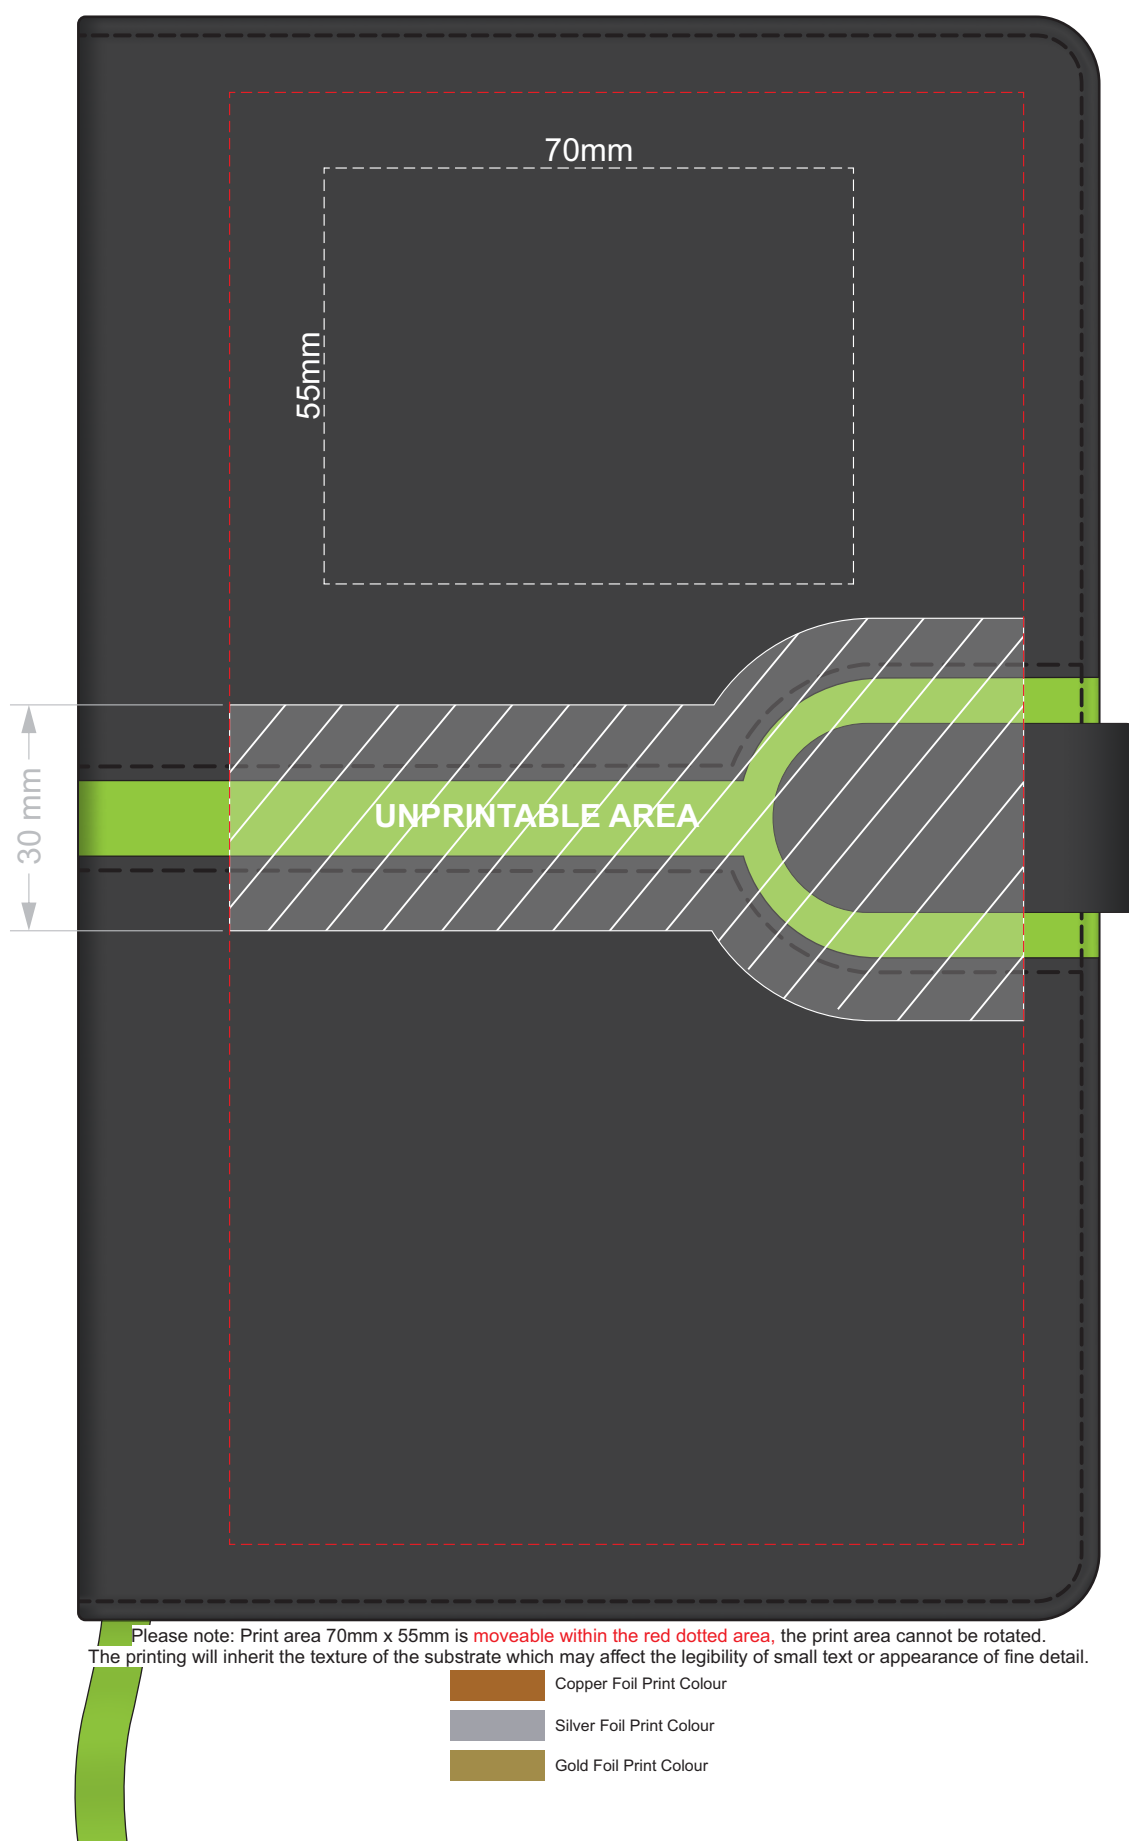 70mm
55mm
30 mm
UNPRINTABLE AREA
Please note: Print area 70mm x 55mm is moveable within the red dotted area, the print area cannot be rotated.
The printing will inherit the texture of the substrate which may affect the legibility of small text or appearance of fine detail.
Copper Foil Print Colour
Silver Foil Print Colour
Gold Foil Print Colour